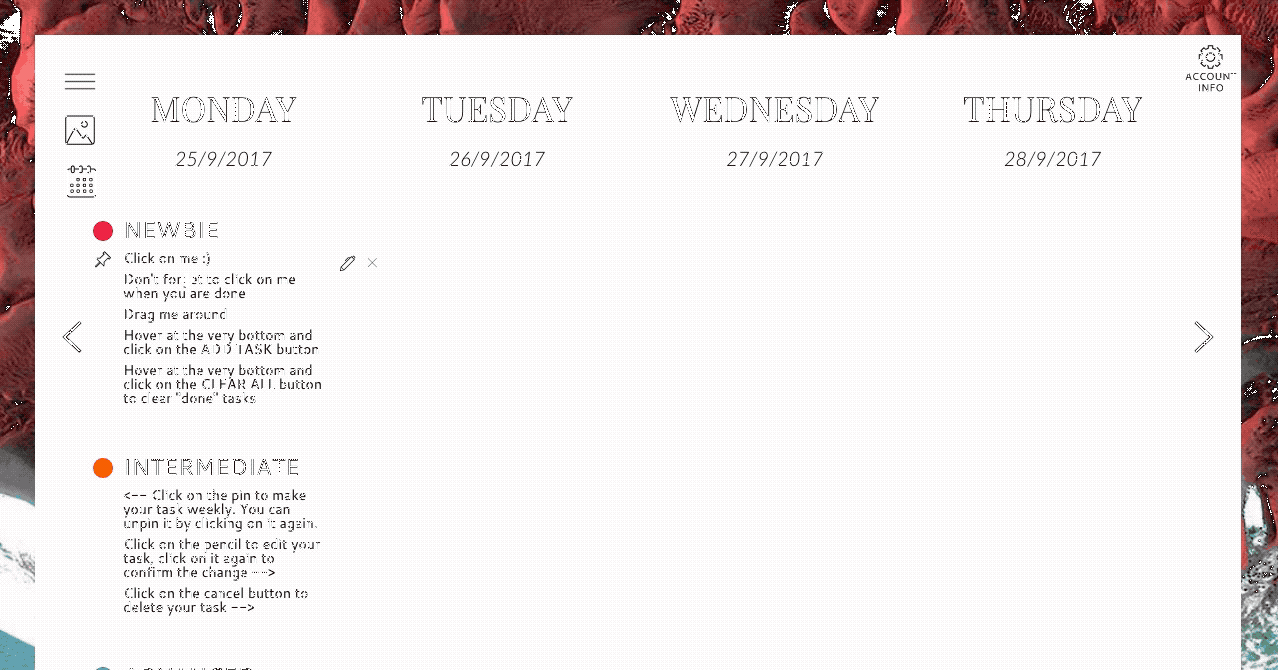 ACCOUNT
INFO
MONDAY
TUESDAY
WEDNESDAY
THURSDAY
25/9/2017
26/9/2017
27/9/2017
28/9/2017
NEWBIE
Click on me :)
Don't forget to click on me
when you are done
Drag me around
Hover at the very bottom and
click on the ADD TASK button
Hover at the very bottom and
click on the CLEAR ALL button
to clear "done" tasks
INTERMEDIATE
<-- Click on the pin to make
your task weekly. You can
unpin it by clicking on it again.
Click on the pencil to edit your
task, click on it again to
confirm the change -->
Click on the cancel button to
delete your task -->